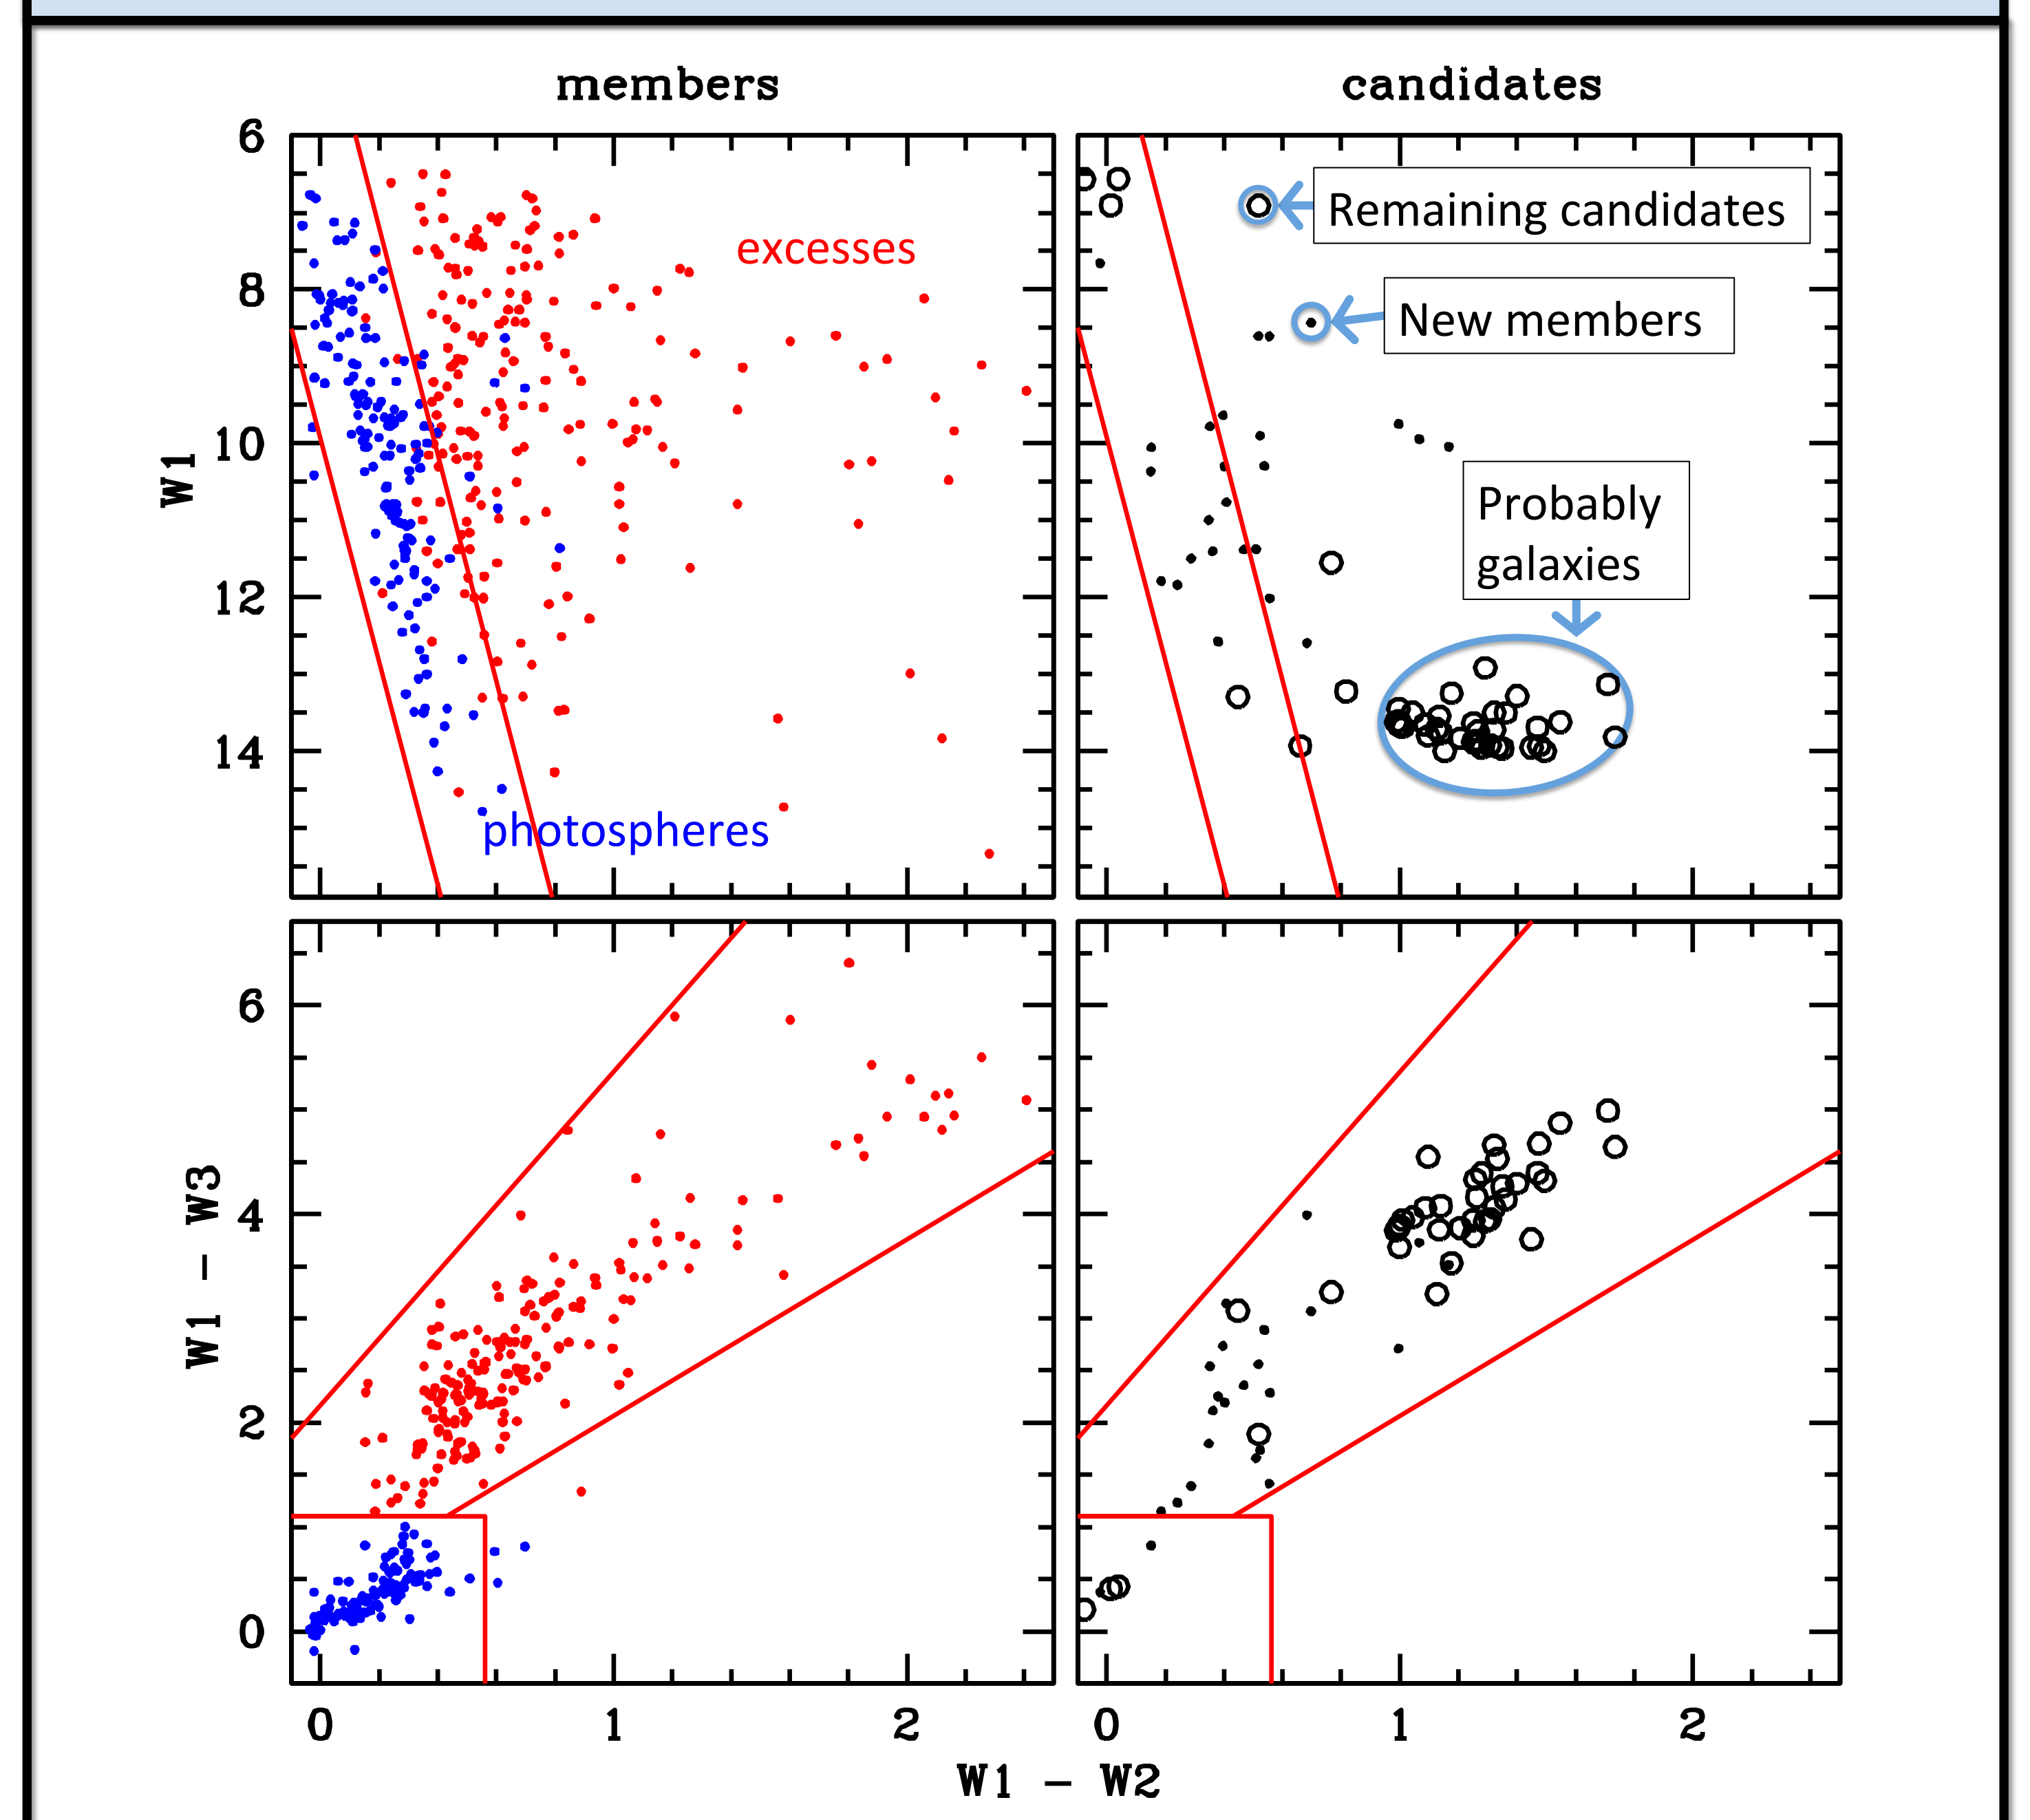 members
candidates
6
8
10
12
14
W1
excesses
photospheres
Remaining candidates
New members
Probably
galaxies
6
4
2
0
W1 - W3
0
1
2
0
1
2
W1 - W2